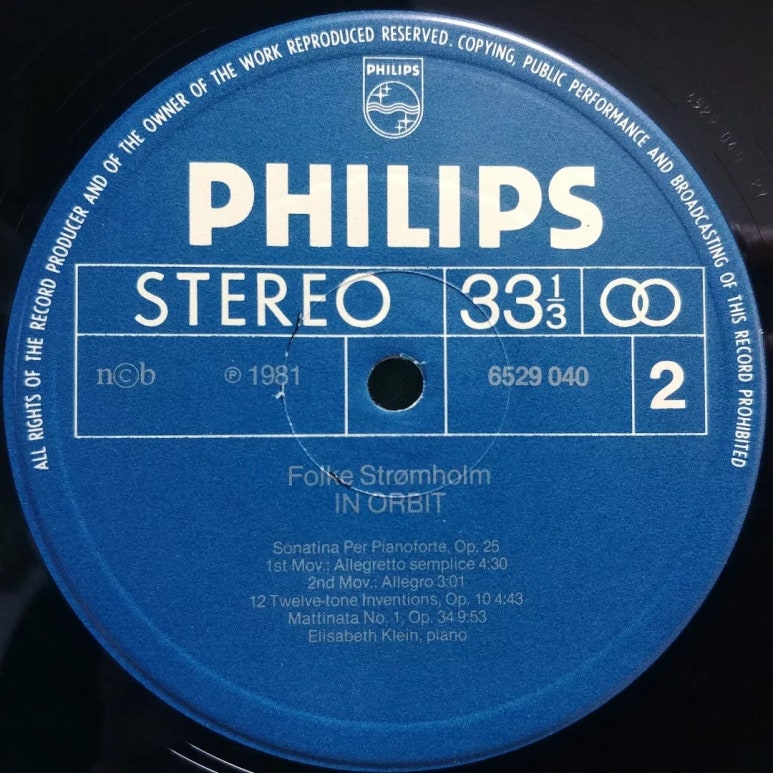 ALL RIGHTS OF THE RECORD PRODUCER AND OF THE OWNER OF THE WORK REPRODUCED RESERVED. COPYING, PUBLIC PERFORMANCE AND BROADCASTING OF THIS RECORD PROHIBITED
PHILIPS
PHILIPS
STEREO 33 1/3
n©b ℗ 1981 6529 040 2
Folke Strømholm
IN ORBIT
Sonatina Per Pianoforte, Op. 25
1st Mov.: Allegretto semplice 4:30
2nd Mov.: Allegro 3:01
12 Twelve-tone Inventions, Op. 10 4:43
Mattinata No. 1, Op. 34 9:53
Elisabeth Klein, piano